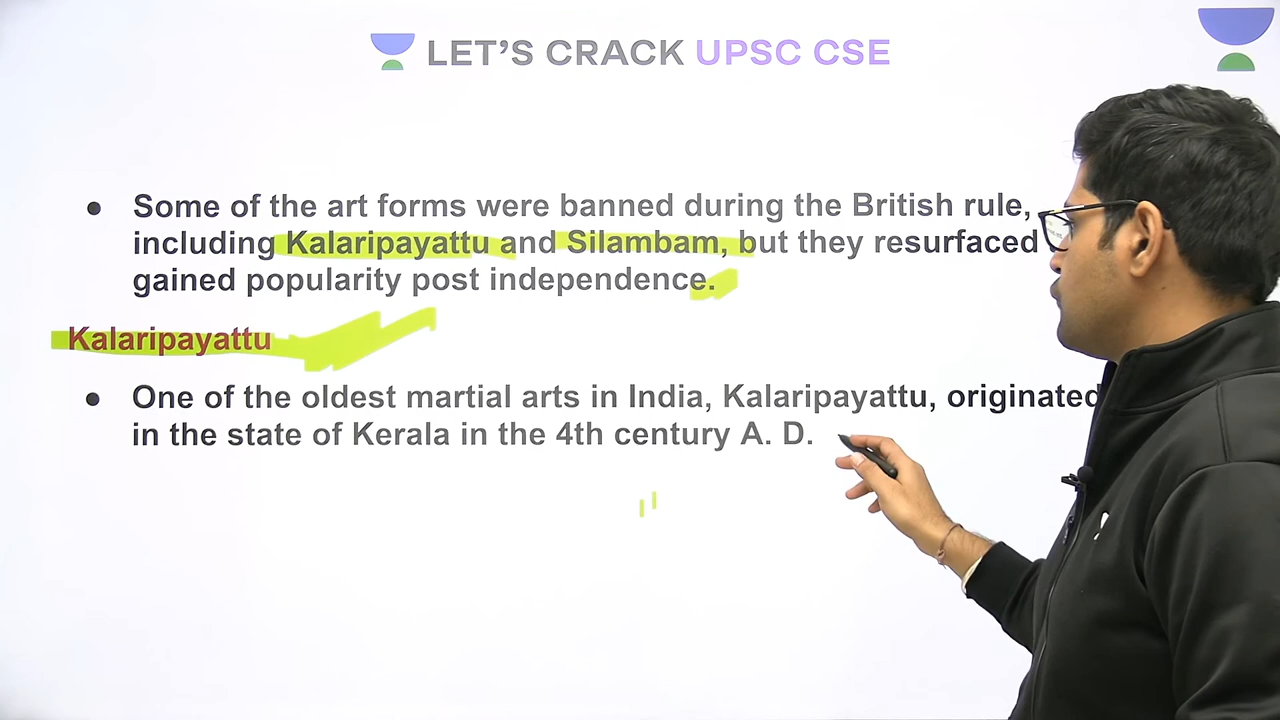 LET'S CRACK UPSC CSE
● Some of the art forms were banned during the British rule,
including Kalaripayattu and Silambam, but they resurfaced
gained popularity post independence.
Kalaripayattu
● One of the oldest martial arts in India, Kalaripayattu, originated
in the state of Kerala in the 4th century A. D.